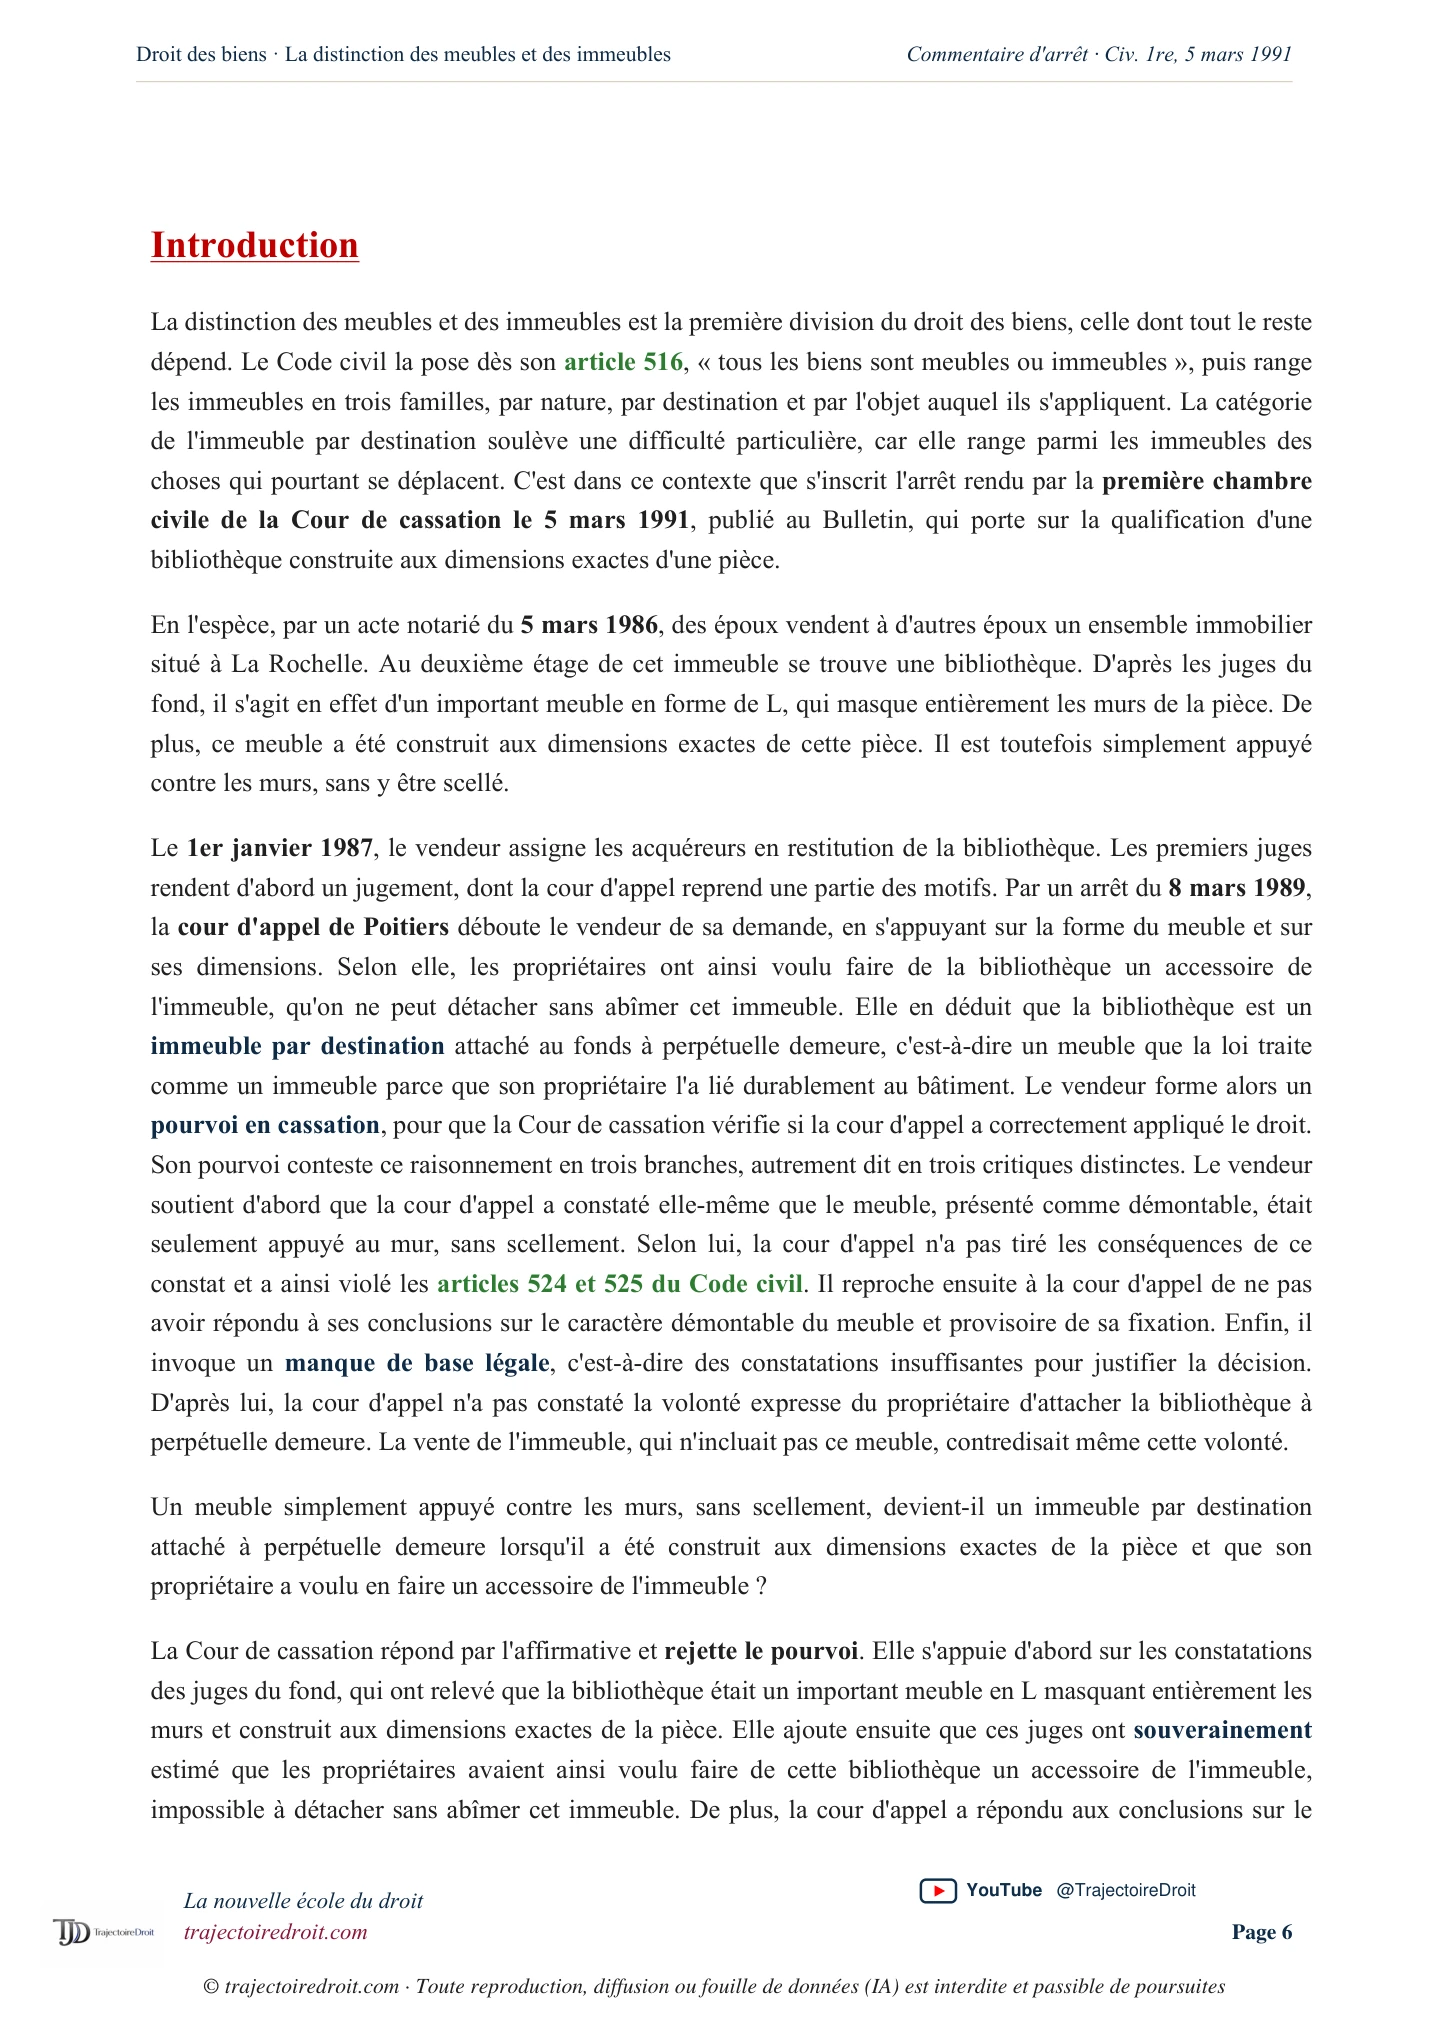 Droit des biens · La distinction des meubles et des immeubles
Commentaire d'arrêt · Civ. 1re, 5 mars 1991
Introduction
La distinction des meubles et des immeubles est la première division du droit des biens, celle dont tout le reste
dépend. Le Code civil la pose dès son article 516, « tous les biens sont meubles ou immeubles », puis range
les immeubles en trois familles, par nature, par destination et par l'objet auquel ils s'appliquent. La catégorie
de l'immeuble par destination soulève une difficulté particulière, car elle range parmi les immeubles des
choses qui pourtant se déplacent. C'est dans ce contexte que s'inscrit l'arrêt rendu par la première chambre
civile de la Cour de cassation le 5 mars 1991, publié au Bulletin, qui porte sur la qualification d'une
bibliothèque construite aux dimensions exactes d'une pièce.
En l'espèce, par un acte notarié du 5 mars 1986, des époux vendent à d'autres époux un ensemble immobilier
situé à La Rochelle. Au deuxième étage de cet immeuble se trouve une bibliothèque. D'après les juges du
fond, il s'agit en effet d'un important meuble en forme de L, qui masque entièrement les murs de la pièce. De
plus, ce meuble a été construit aux dimensions exactes de cette pièce. Il est toutefois simplement appuyé
contre les murs, sans y être scellé.
Le 1er janvier 1987, le vendeur assigne les acquéreurs en restitution de la bibliothèque. Les premiers juges
rendent d'abord un jugement, dont la cour d'appel reprend une partie des motifs. Par un arrêt du 8 mars 1989,
la cour d'appel de Poitiers déboute le vendeur de sa demande, en s'appuyant sur la forme du meuble et sur
ses dimensions. Selon elle, les propriétaires ont ainsi voulu faire de la bibliothèque un accessoire de
l'immeuble, qu'on ne peut détacher sans abîmer cet immeuble. Elle en déduit que la bibliothèque est un
immeuble par destination attaché au fonds à perpétuelle demeure, c'est-à-dire un meuble que la loi traite
comme un immeuble parce que son propriétaire l'a lié durablement au bâtiment. Le vendeur forme alors un
pourvoi en cassation, pour que la Cour de cassation vérifie si la cour d'appel a correctement appliqué le droit.
Son pourvoi conteste ce raisonnement en trois branches, autrement dit en trois critiques distinctes. Le vendeur
soutient d'abord que la cour d'appel a constaté elle-même que le meuble, présenté comme démontable, était
seulement appuyé au mur, sans scellement. Selon lui, la cour d'appel n'a pas tiré les conséquences de ce
constat et a ainsi violé les articles 524 et 525 du Code civil. Il reproche ensuite à la cour d'appel de ne pas
avoir répondu à ses conclusions sur le caractère démontable du meuble et provisoire de sa fixation. Enfin, il
invoque un manque de base légale, c'est-à-dire des constatations insuffisantes pour justifier la décision.
D'après lui, la cour d'appel n'a pas constaté la volonté expresse du propriétaire d'attacher la bibliothèque à
perpétuelle demeure. La vente de l'immeuble, qui n'incluait pas ce meuble, contredisait même cette volonté.
Un meuble simplement appuyé contre les murs, sans scellement, devient-il un immeuble par destination
attaché à perpétuelle demeure lorsqu'il a été construit aux dimensions exactes de la pièce et que son
propriétaire a voulu en faire un accessoire de l'immeuble ?
La Cour de cassation répond par l'affirmative et rejette le pourvoi. Elle s'appuie d'abord sur les constatations
des juges du fond, qui ont relevé que la bibliothèque était un important meuble en L masquant entièrement les
murs et construit aux dimensions exactes de la pièce. Elle ajoute ensuite que ces juges ont souverainement
estimé que les propriétaires avaient ainsi voulu faire de cette bibliothèque un accessoire de l'immeuble,
impossible à détacher sans abîmer cet immeuble. De plus, la cour d'appel a répondu aux conclusions sur le
TJD TrajectoireDroit
La nouvelle école du droit
trajectoiredroit.com
YouTube @TrajectoireDroit
Page 6
© trajectoiredroit.com · Toute reproduction, diffusion ou fouille de données (IA) est interdite et passible de poursuites